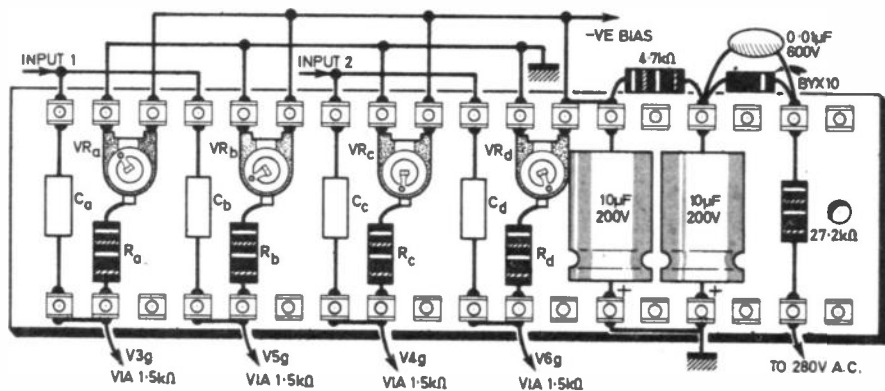 INPUT 1
INPUT 2
-VE BIAS
4.7kΩ
0.01µF
600V
BYX10
VRa
VRb
VRc
VRd
Ca
Cb
Cc
Cd
Ra
Rb
Rc
Rd
10µF
200V
10µF
200V
27.2kΩ
+
+
V3g
VIA 1.5kΩ
V5g
VIA 1.5kΩ
V4g
VIA 1.5kΩ
V6g
VIA 1.5kΩ
TO 280V A.C.